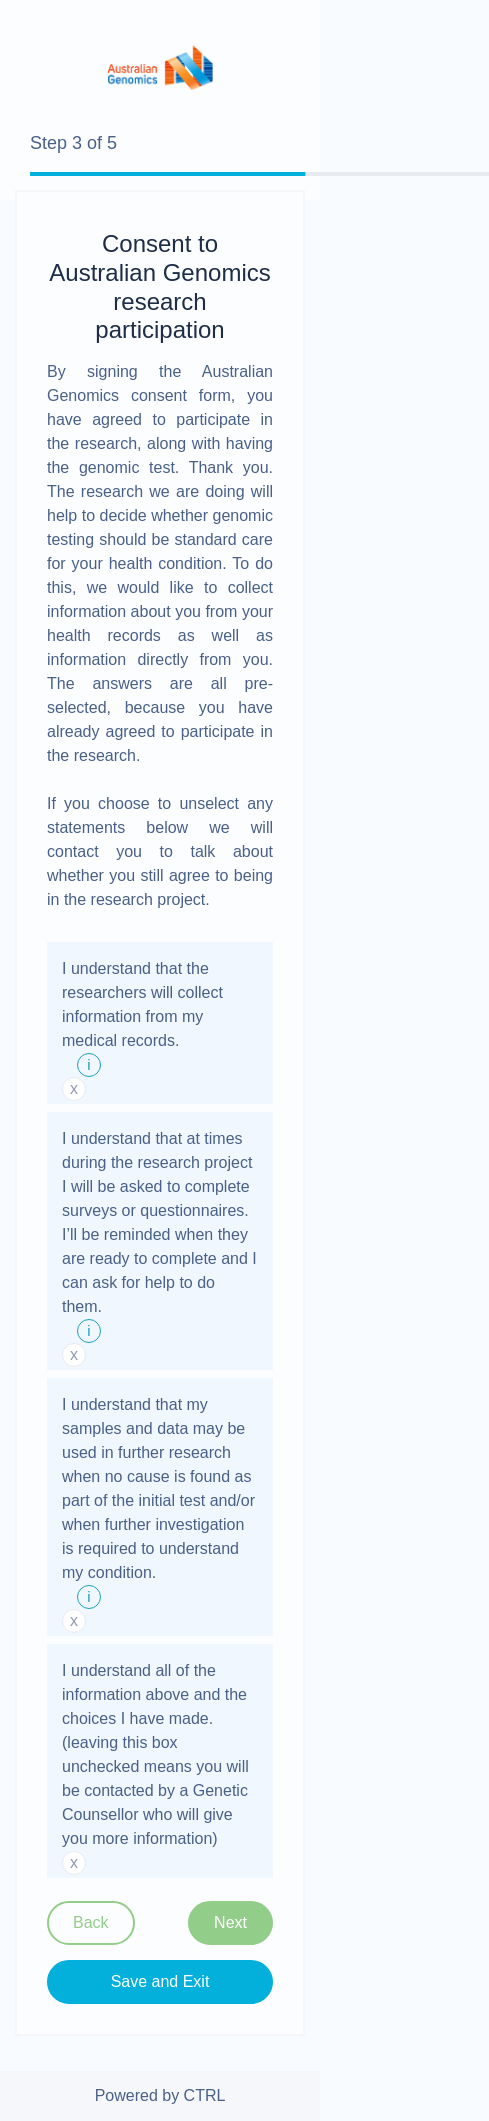 Australian
Genomics
Step 3 of 5
Consent to
Australian Genomics
research
participation
By signing the Australian
Genomics consent form, you
have agreed to participate in
the research, along with having
the genomic test. Thank you.
The research we are doing will
help to decide whether genomic
testing should be standard care
for your health condition. To do
this, we would like to collect
information about you from your
health records as well as
information directly from you.
The answers are all pre-
selected, because you have
already agreed to participate in
the research.
If you choose to unselect any
statements below we will
contact you to talk about
whether you still agree to being
in the research project.
I understand that the
researchers will collect
information from my
medical records.
i
x
I understand that at times
during the research project
I will be asked to complete
surveys or questionnaires.
I’ll be reminded when they
are ready to complete and I
can ask for help to do
them.
i
x
I understand that my
samples and data may be
used in further research
when no cause is found as
part of the initial test and/or
when further investigation
is required to understand
my condition.
i
x
I understand all of the
information above and the
choices I have made.
(leaving this box
unchecked means you will
be contacted by a Genetic
Counsellor who will give
you more information)
x
Back Next
Save and Exit
Powered by CTRL